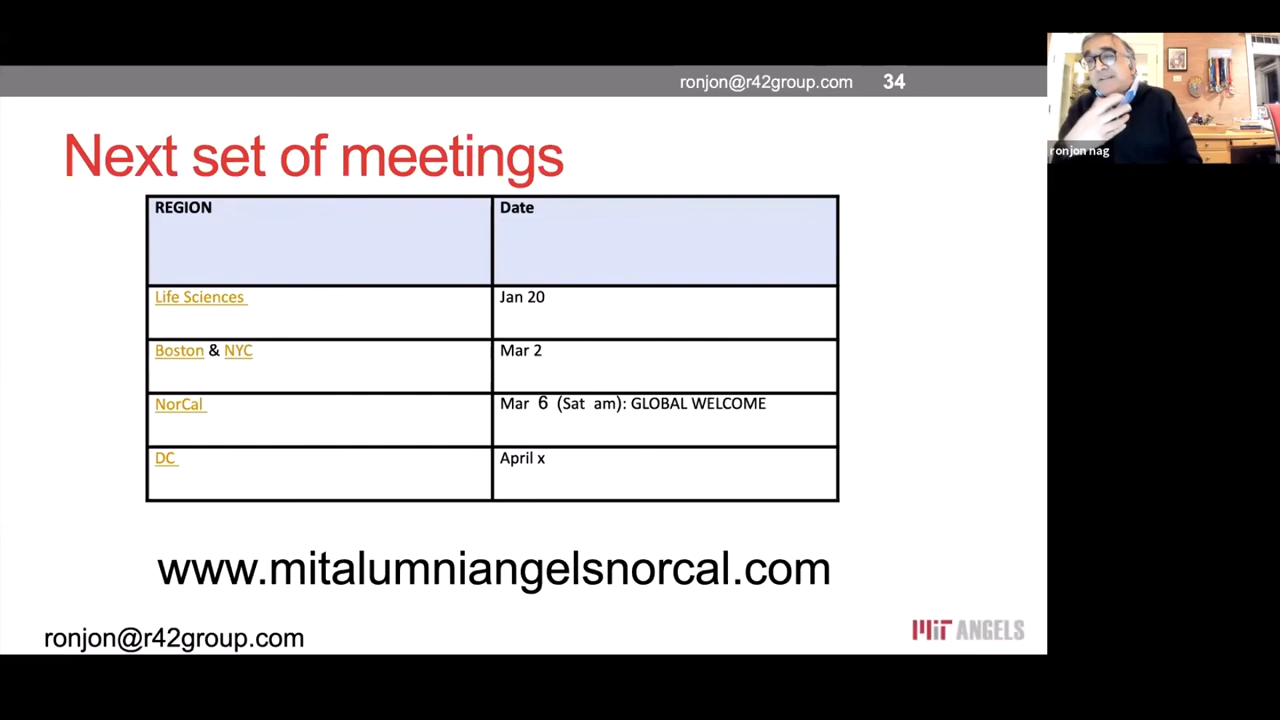 ronjon@r42group.com 34
ronjon nag
Next set of meetings
REGION Date
Life Sciences Jan 20
Boston & NYC Mar 2
NorCal Mar 6 (Sat am): GLOBAL WELCOME
DC April x
www.mitalumniangelsnorcal.com
ronjon@r42group.com
MIT ANGELS